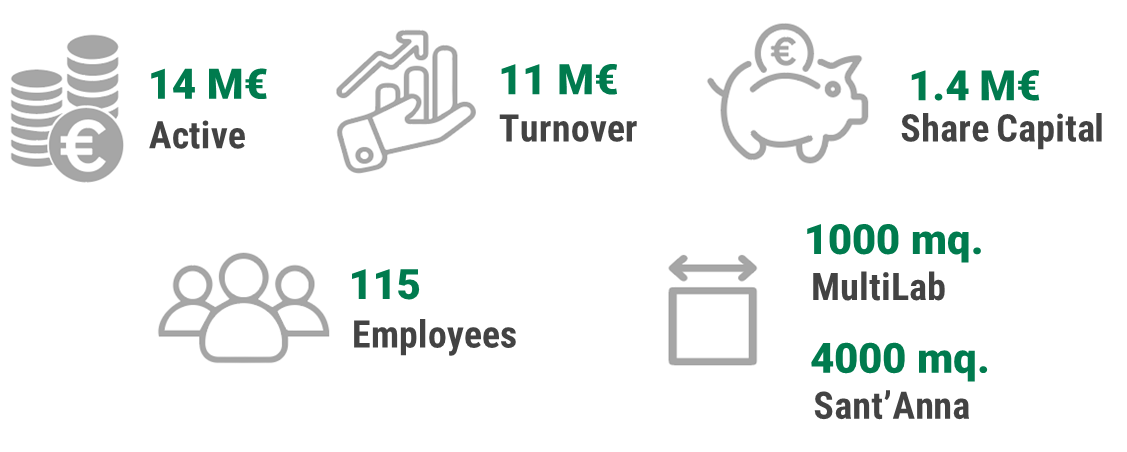 14 M€
Active
11 M€
Turnover
€
1.4 M€
Share Capital
€
115
Employees
1000 mq.
MultiLab
4000 mq.
Sant’Anna